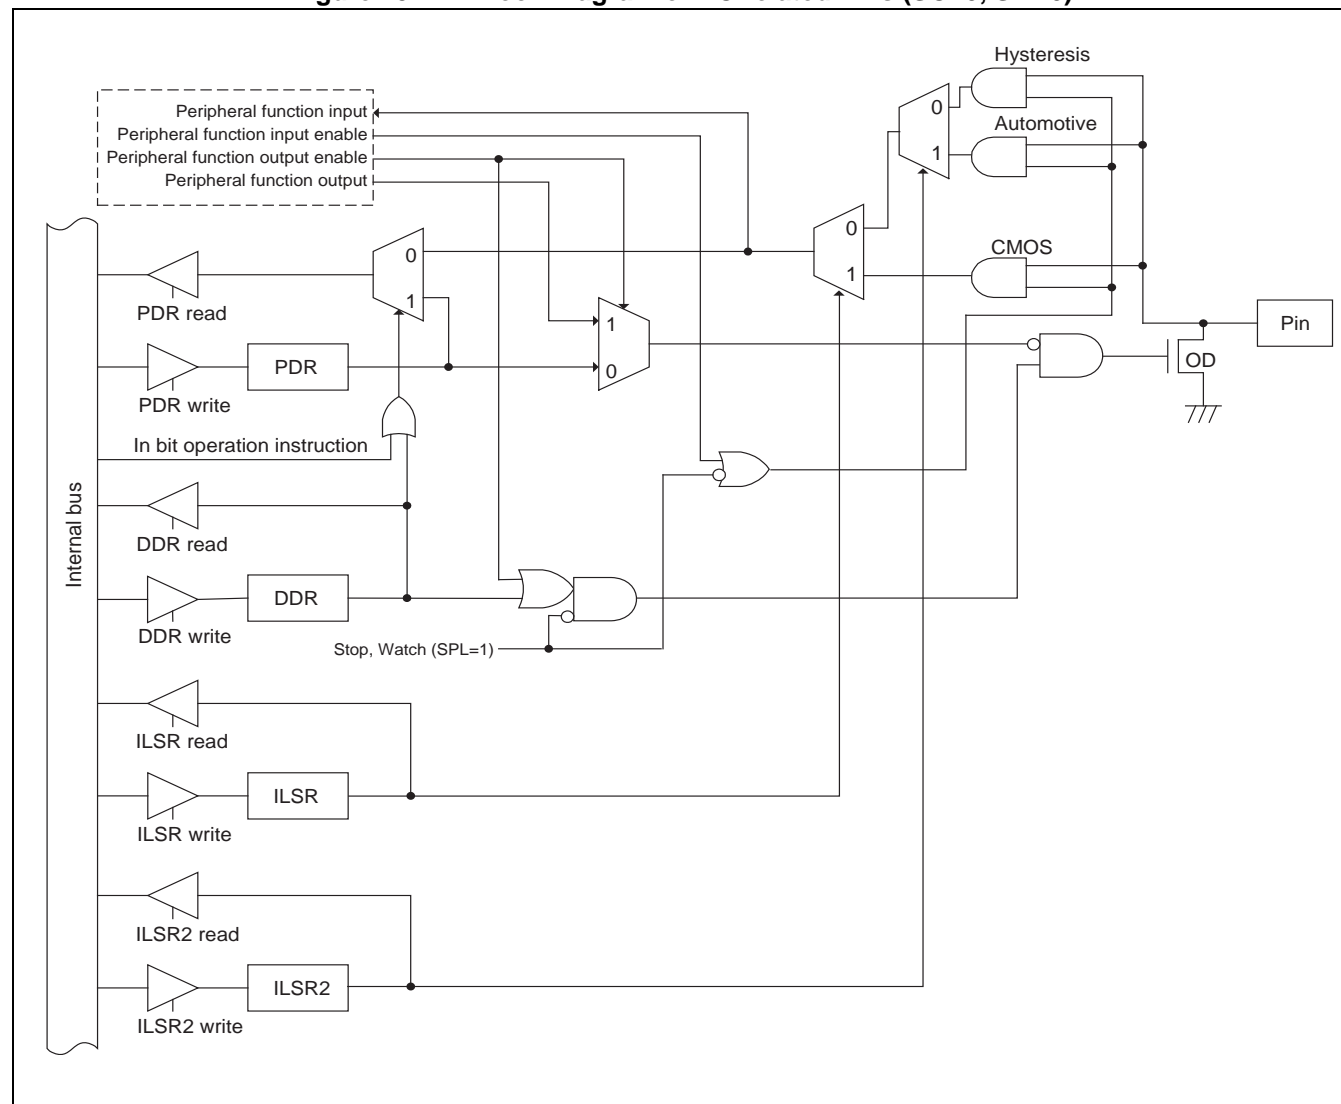 Hysteresis
Peripheral function input
Peripheral function input enable
Peripheral function output enable
Peripheral function output
0
1
Automotive
0
1
CMOS
0
1
PDR read
1
0
Pin
OD
PDR
PDR write
In bit operation instruction
Internal bus
DDR read
DDR
DDR write
Stop, Watch (SPL=1)
ILSR read
ILSR
ILSR write
ILSR2 read
ILSR2
ILSR2 write